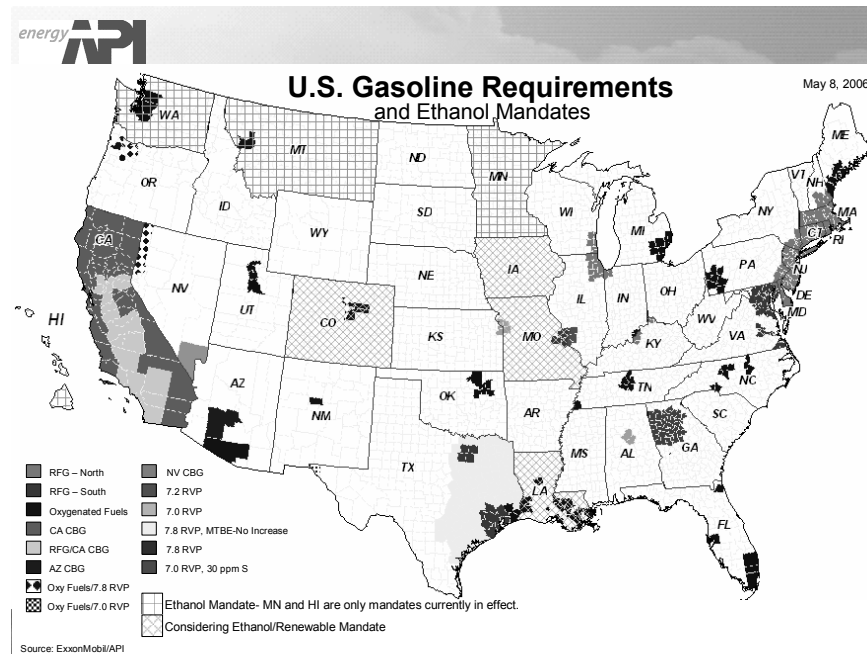 energy API
U.S. Gasoline Requirements
and Ethanol Mandates
May 8, 2006
WA
MT
ND
MN
ME
OR
ID
SD
WI
MI
VT
NH
NY
MA
CT
RI
WY
CA
NV
UT
NE
IA
IL
IN
OH
PA
NJ
DE
MD
WV
VA
HI
CO
KS
MO
KY
AZ
NM
OK
AR
TN
NC
SC
TX
LA
MS
AL
GA
FL
RFG – North
RFG – South
Oxygenated Fuels
CA CBG
RFG/CA CBG
AZ CBG
Oxy Fuels/7.8 RVP
Oxy Fuels/7.0 RVP
NV CBG
7.2 RVP
7.0 RVP
7.8 RVP, MTBE-No Increase
7.8 RVP
7.0 RVP, 30 ppm S
Ethanol Mandate- MN and HI are only mandates currently in effect.
Considering Ethanol/Renewable Mandate
Source: ExxonMobil/API